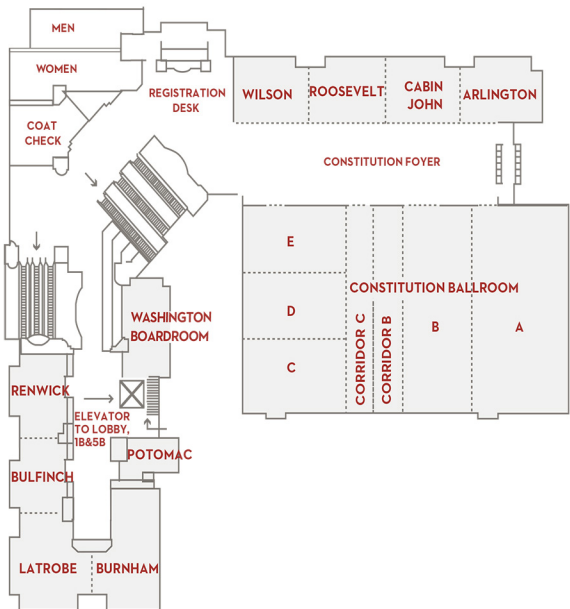 MEN
WOMEN
COAT
CHECK
REGISTRATION
DESK
WILSON
ROOSEVELT
CABIN
JOHN
ARLINGTON
CONSTITUTION FOYER
E
D
C
CONSTITUTION BALLROOM
CORRIDOR C
CORRIDOR B
B
A
WASHINGTON
BOARDROOM
RENWICK
ELEVATOR
TO LOBBY,
1B&5B
POTOMAC
BULFINCH
LATROBE
BURNHAM